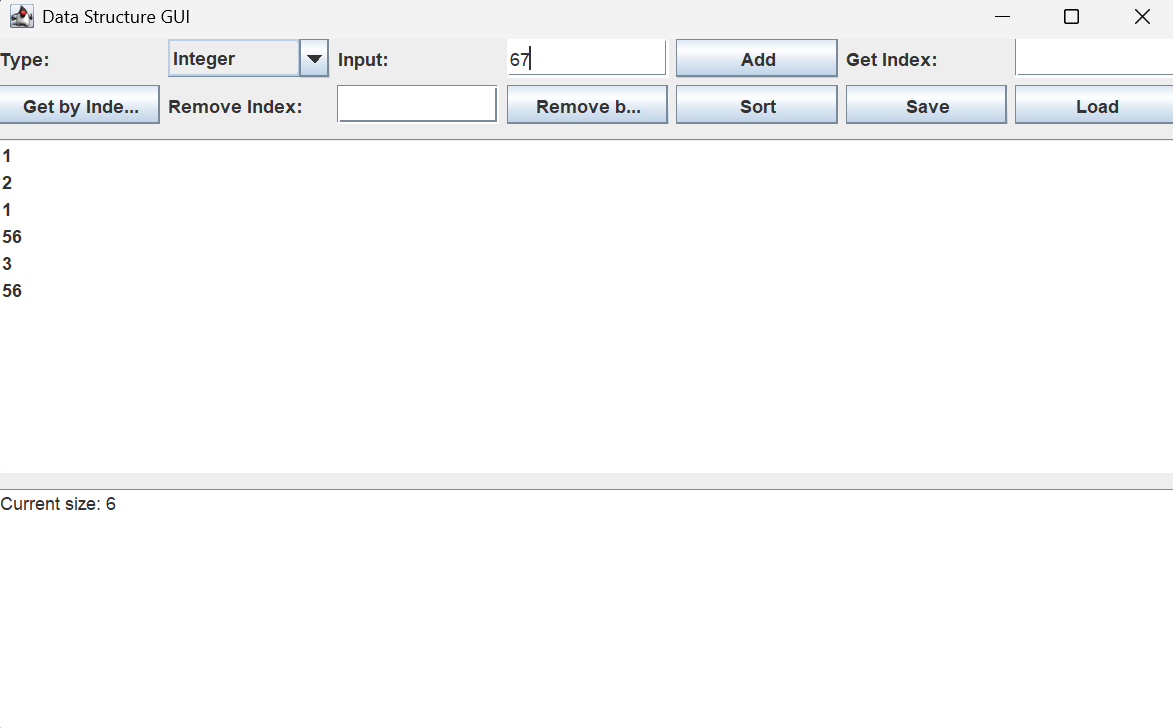 Data Structure GUI
Type: Integer Input: 67 Add Get Index:
Get by Inde... Remove Index: Remove b... Sort Save Load
1
2
1
56
3
56
Current size: 6